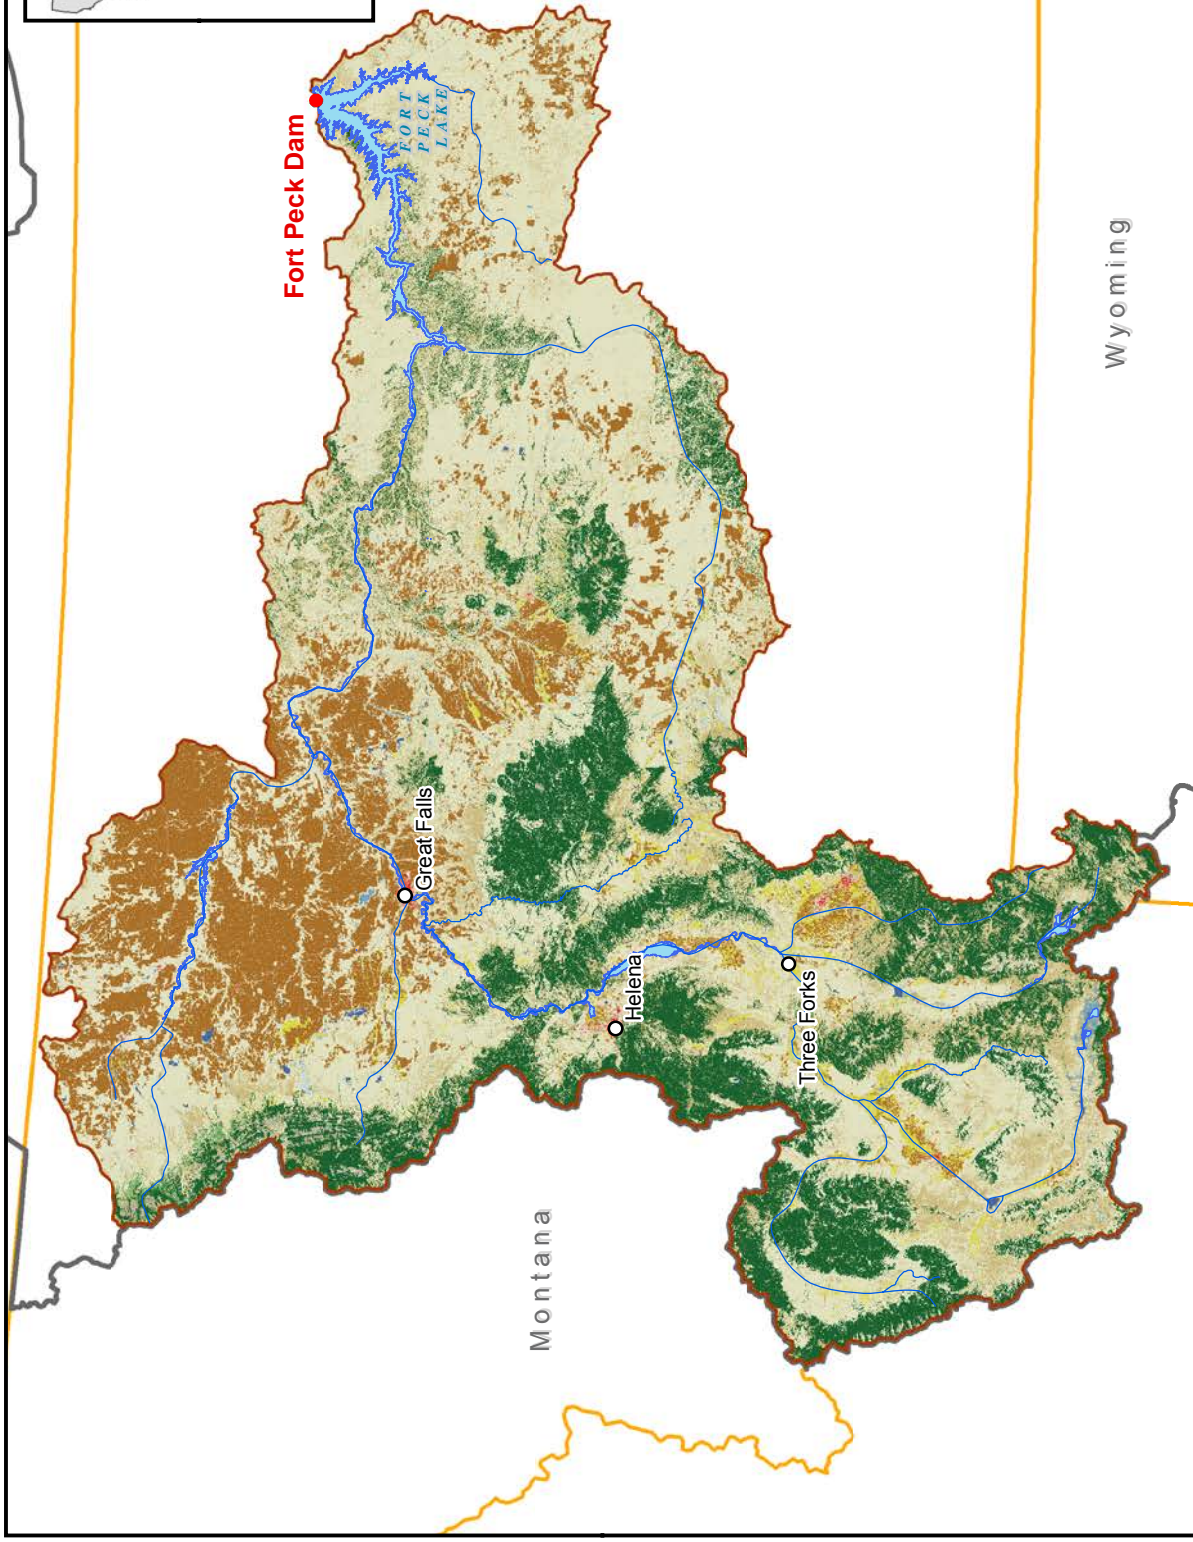 Fort Peck Dam
FORT
PECK
LAKE
Great Falls
Helena
Three Forks
Montana
Wyoming